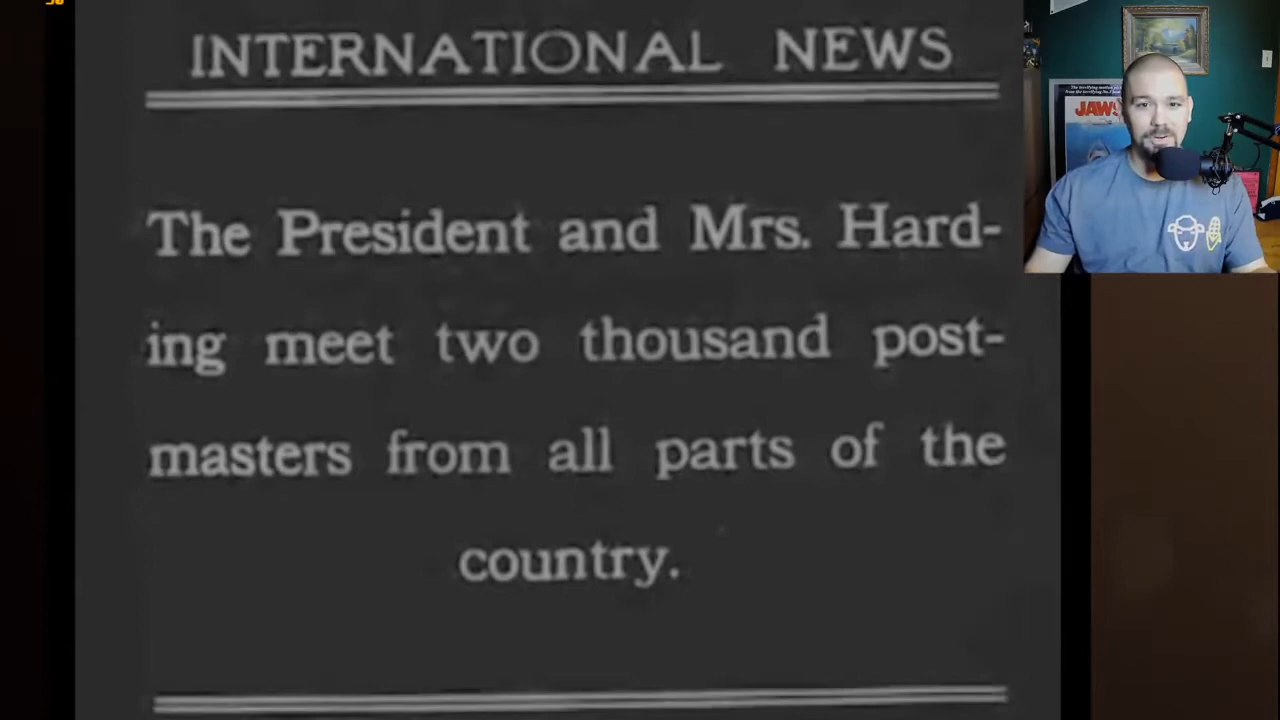 INTERNATIONAL NEWS
The President and Mrs. Hard-
ing meet two thousand post-
masters from all parts of the
country.
JAWS